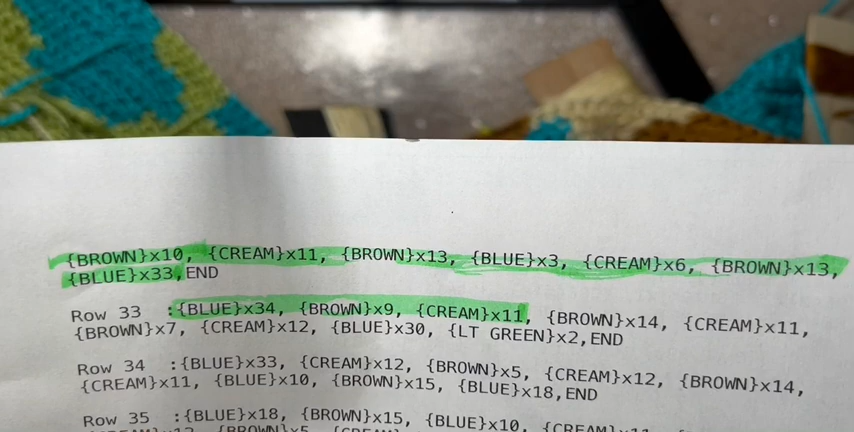 {BROWN}x10, {CREAM}x11, {BROWN}x13, {BLUE}x3, {CREAM}x6, {BROWN}x13,
{BLUE}x33,END
Row 33 :{BLUE}x34, {BROWN}x9, {CREAM}x11, {BROWN}x14, {CREAM}x11,
{BROWN}x7, {CREAM}x12, {BLUE}x30, {LT GREEN}x2,END
Row 34 :{BLUE}x33, {CREAM}x12, {BROWN}x5, {CREAM}x12, {BROWN}x14,
{CREAM}x11, {BLUE}x10, {BROWN}x15, {BLUE}x18,END
Row 35 :{BLUE}x18, {BROWN}x15, {BLUE}x10, {CREAM}x11,
{BROWN}x5,